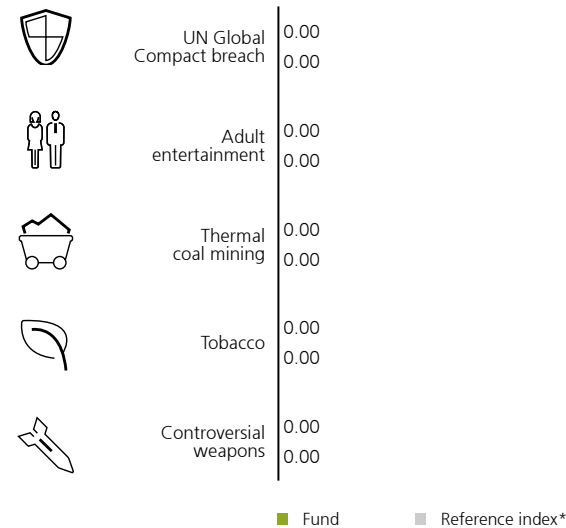 UN Global
Compact breach
0.00
0.00
Adult
entertainment
0.00
0.00
Thermal
coal mining
0.00
0.00
Tobacco
0.00
0.00
Controversial
weapons
0.00
0.00
Fund
Reference index*